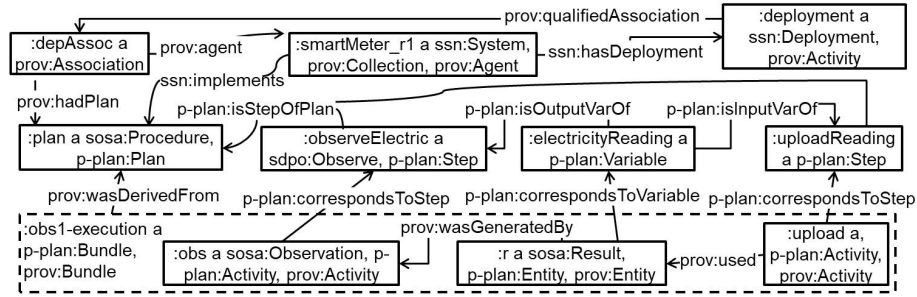 prov:qualifiedAssociation
:depAssoc a
prov:Association
prov:agent
:smartMeter_r1 a ssn:System,
prov:Collection, prov:Agent
ssn:hasDeployment
:deployment a
ssn:Deployment,
prov:Activity
ssn:implements
prov:hadPlan
p-plan:isStepOfPlan
p-plan:isOutputVarOf
p-plan:isInputVarOf
:plan a sosa:Procedure,
p-plan:Plan
:observeElectric a
sdpo:Observe, p-plan:Step
:electricityReading a
p-plan:Variable
:uploadReading
a p-plan:Step
prov:wasDerivedFrom
p-plan:correspondsToStep
p-plan:correspondsToVariable
p-plan:correspondsToStep
:obs1-execution a
p-plan:Bundle,
prov:Bundle
prov:wasGeneratedBy
:obs a sosa:Observation, p-
plan:Activity, prov:Activity
:r a sosa:Result,
p-plan:Entity, prov:Entity
prov:used
:upload a,
p-plan:Activity,
prov:Activity